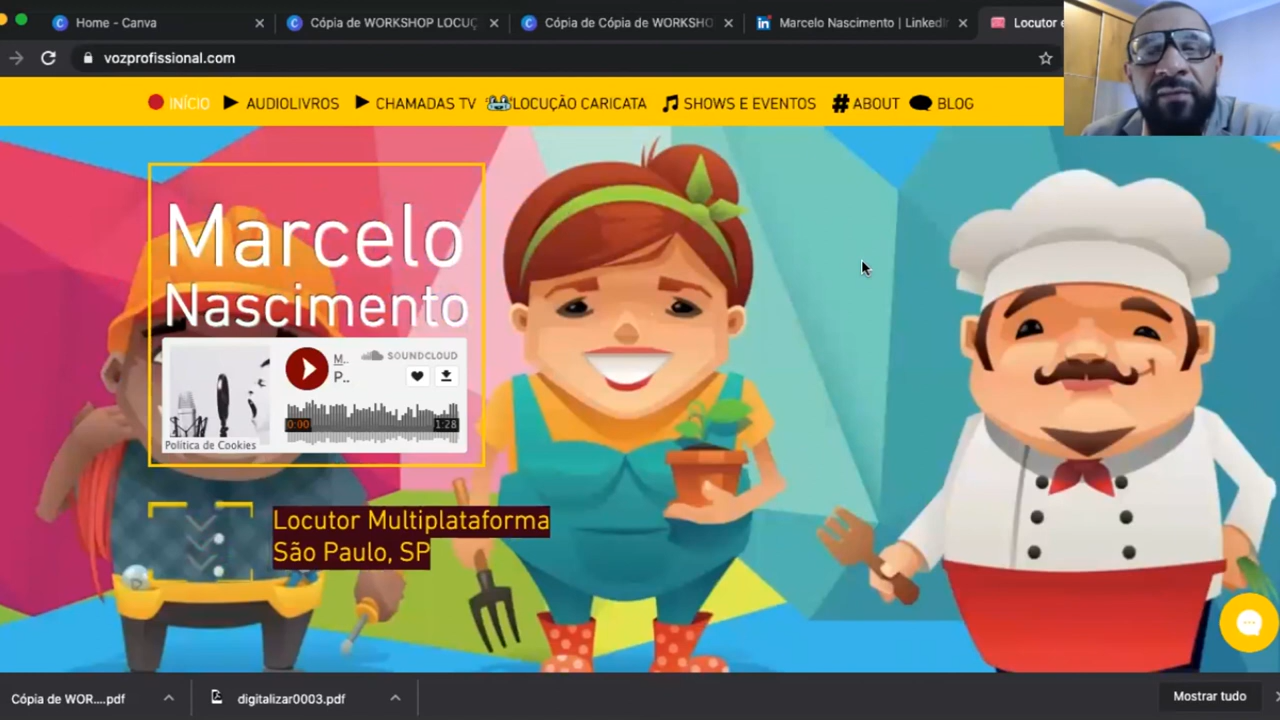 Home - Canva
Cópia de WORKSHOP LOCUÇ
Cópia de Cópia de WORKSHO
Marcelo Nascimento | LinkedI
Locutor e
vozprofissional.com
INÍCIO
AUDIOLIVROS
CHAMADAS TV
LOCUÇÃO CARICATA
SHOWS E EVENTOS
ABOUT
BLOG
Marcelo
Nascimento
SOUNDCLOUD
M..
P..
0:00
1:28
Política de Cookies
Locutor Multiplataforma
São Paulo, SP
Cópia de WOR....pdf
digitalizar0003.pdf
Mostrar tudo